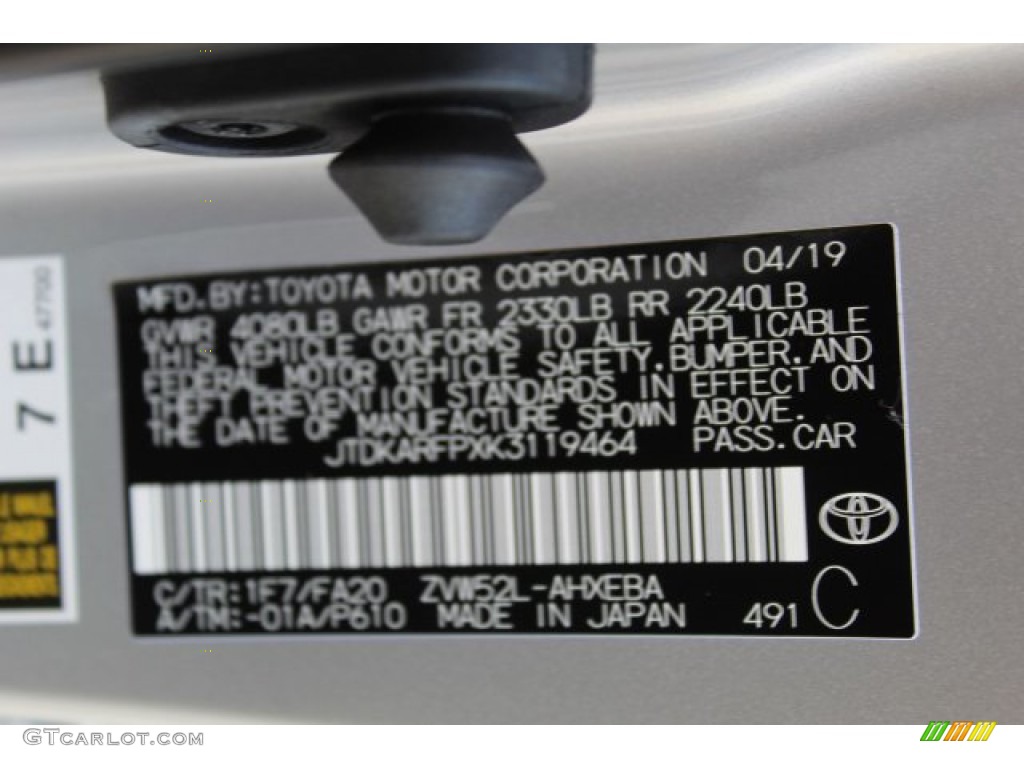 MFD.BY:TOYOTA MOTOR CORPORATION 04/19
GVWR 4080LB GAWR FR 2330LB RR 2240LB
THIS VEHICLE CONFORMS TO ALL APPLICABLE
FEDERAL MOTOR VEHICLE SAFETY.BUMPER.AND
THEFT PREVENTION STANDARDS IN EFFECT ON
THE DATE OF MANUFACTURE SHOWN ABOVE.
JTDKARFPXK3119464 PASS.CAR
C/TR:1F7/FA20 ZVW52L-AHXEBA
A/TM:-01A/P610 MADE IN JAPAN 491 C
7 E 47700
GTCARLOT.COM